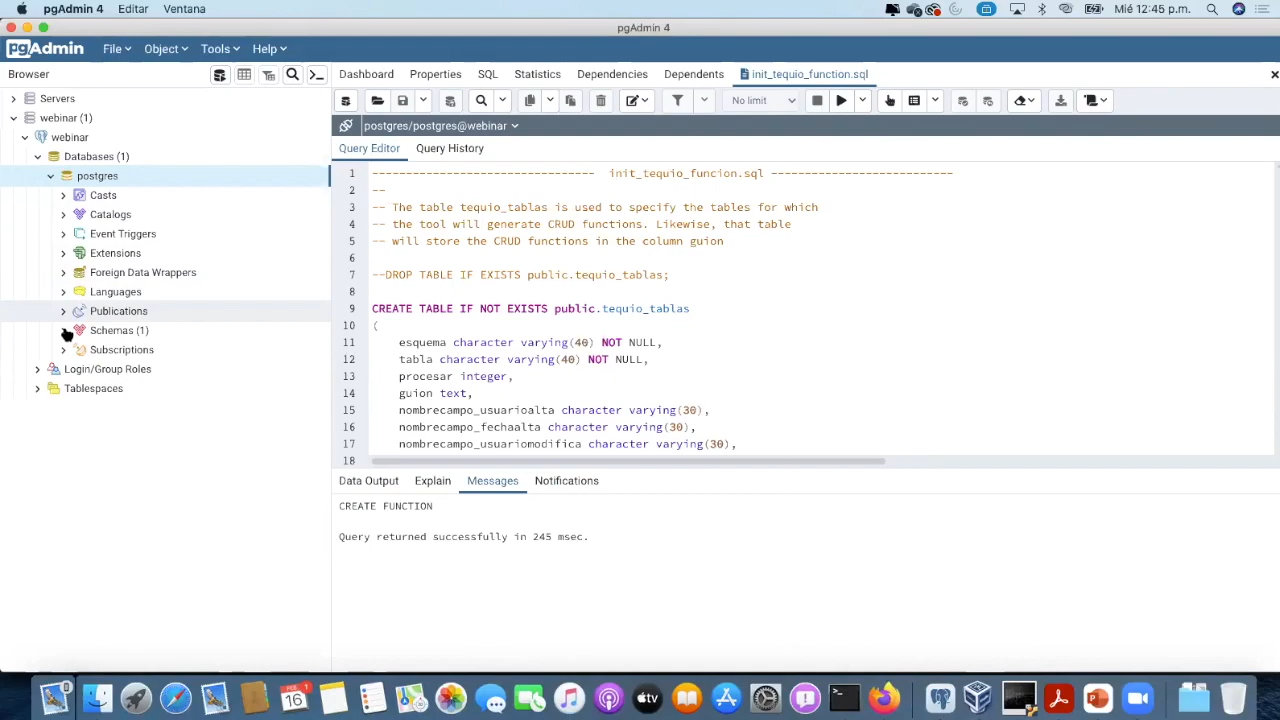 pgAdmin 4 Editar Ventana Mié 12:45 p.m.
pgAdmin 4
pgAdmin File Object Tools Help
Browser
Dashboard Properties SQL Statistics Dependencies Dependents init_tequio_function.sql
Servers
webinar (1)
webinar
Databases (1)
postgres
Casts
Catalogs
Event Triggers
Extensions
Foreign Data Wrappers
Languages
Publications
Schemas (1)
Subscriptions
Login/Group Roles
Tablespaces
No limit
postgres/postgres@webinar
Query Editor Query History
1 ------------------------------- init_tequio_funcion.sql ---------------------------
2 --
3 -- The table tequio_tablas is used to specify the tables for which
4 -- the tool will generate CRUD functions. Likewise, that table
5 -- will store the CRUD functions in the column guion
6
7 --DROP TABLE IF EXISTS public.tequio_tablas;
8
9 CREATE TABLE IF NOT EXISTS public.tequio_tablas
10 (
11 esquema character varying(40) NOT NULL,
12 tabla character varying(40) NOT NULL,
13 procesar integer,
14 guion text,
15 nombrecampo_usuarioalta character varying(30),
16 nombrecampo_fechaalta character varying(30),
17 nombrecampo_usuariomodifica character varying(30),
18
Data Output Explain Messages Notifications
CREATE FUNCTION
Query returned successfully in 245 msec.
FEB 1
16
tv